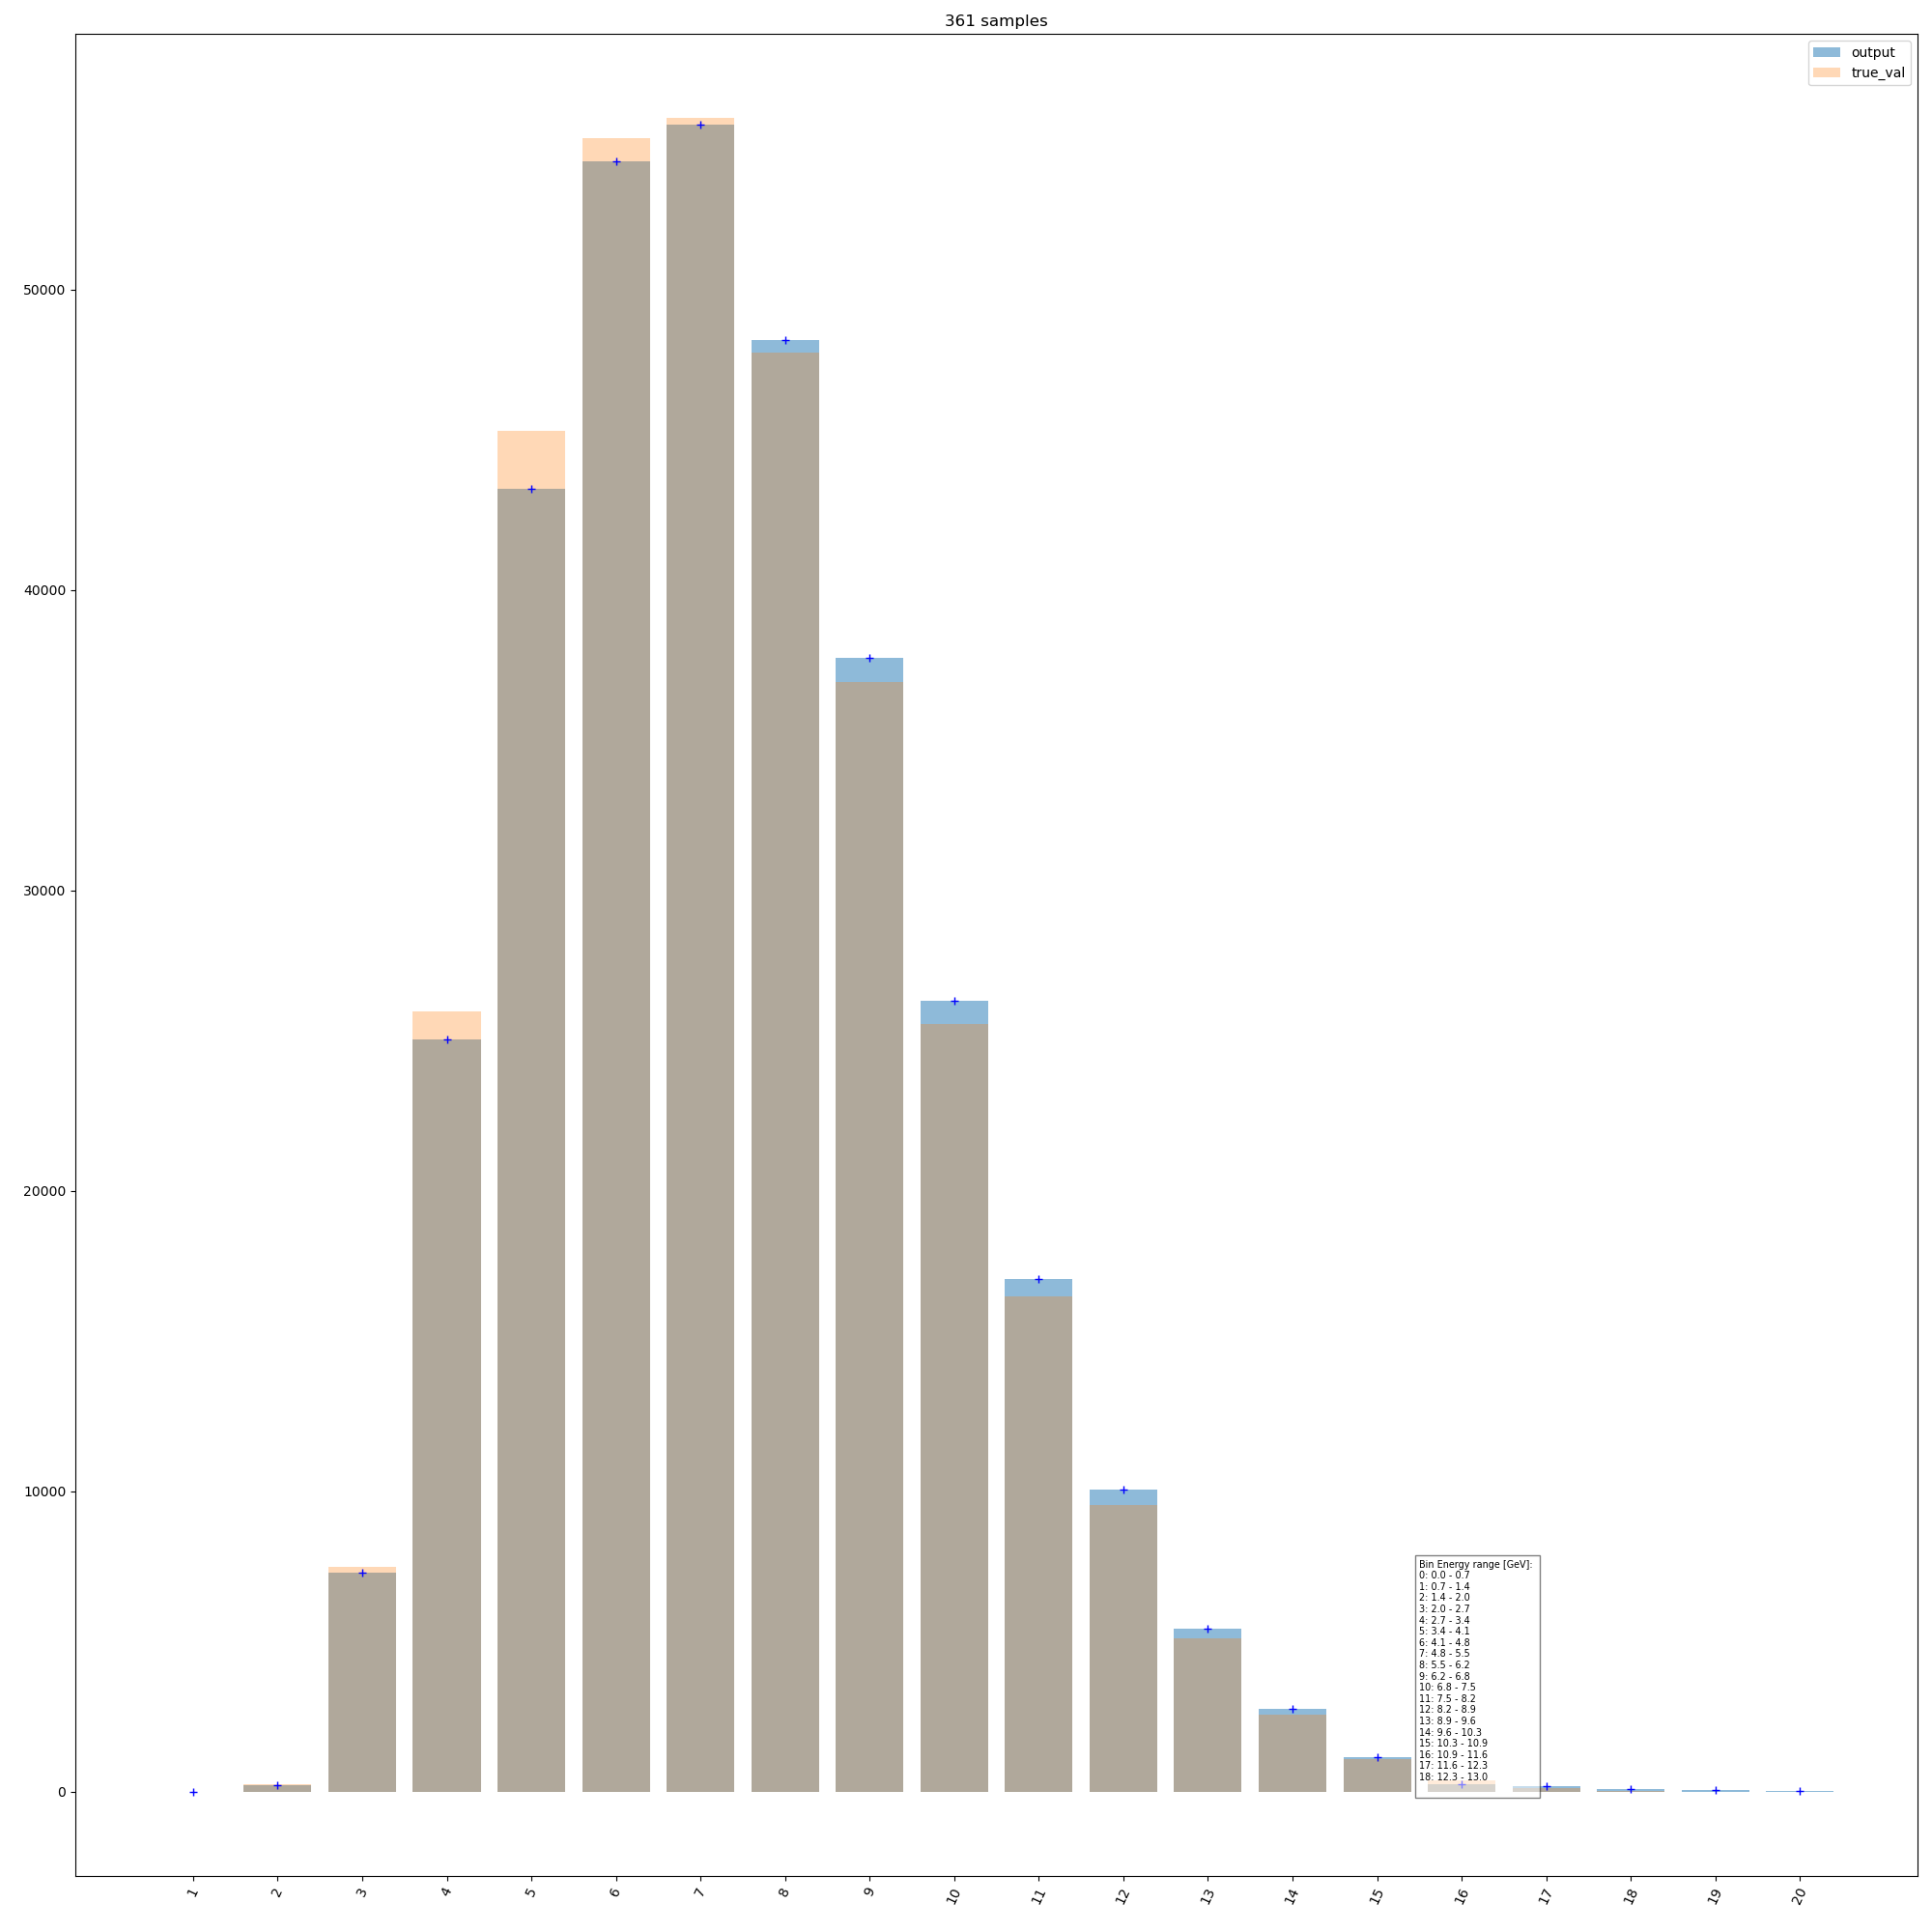 361 samples
output
true_val
50000
40000
30000
20000
10000
0
Bin Energy range [GeV]:
0: 0.0 - 0.7
1: 0.7 - 1.4
2: 1.4 - 2.0
3: 2.0 - 2.7
4: 2.7 - 3.4
5: 3.4 - 4.1
6: 4.1 - 4.8
7: 4.8 - 5.5
8: 5.5 - 6.2
9: 6.2 - 6.8
10: 6.8 - 7.5
11: 7.5 - 8.2
12: 8.2 - 8.9
13: 8.9 - 9.6
14: 9.6 - 10.3
15: 10.3 - 10.9
16: 10.9 - 11.6
17: 11.6 - 12.3
18: 12.3 - 13.0
1 2 3 4 5 6 7 8 9 10 11 12 13 14 15 16 17 18 19 20